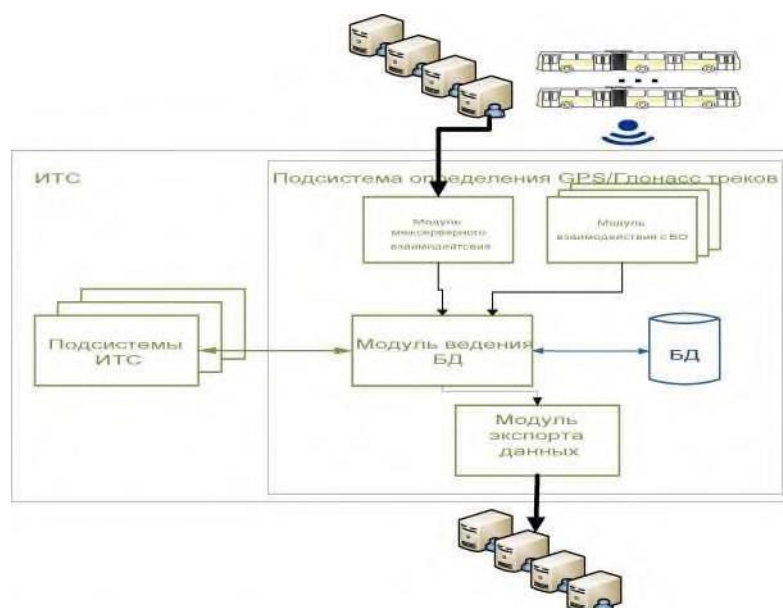 ИТС
Подсистема определения GPS/Глонасс треков
Модуль
межсерверного
взаимодействия
Модуль
взаимодействия с БО
Подсистемы
ИТС
Модуль ведения
БД
БД
Модуль
экспорта
данных